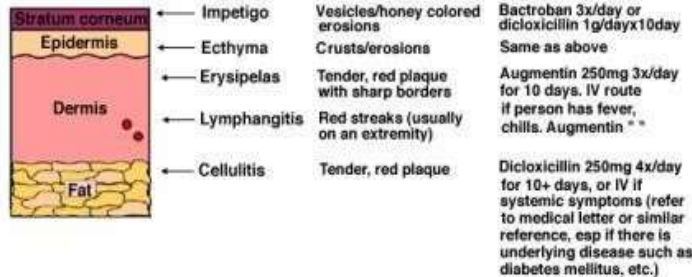 Stratum corneum
Epidermis
Dermis
Fat
Impetigo
Vesicles/honey colored
erosions
Bactroban 3x/day or
dicloxicillin 1g/dayx10day
Ecthyma
Crusts/erosions
Same as above
Erysipelas
Tender, red plaque
with sharp borders
Augmentin 250mg 3x/day
for 10 days. IV route
if person has fever,
chills. Augmentin " "
Lymphangitis
Red streaks (usually
on an extremity)
Cellulitis
Tender, red plaque
Dicloxicillin 250mg 4x/day
for 10+ days, or IV if
systemic symptoms (refer
to medical letter or similar
reference, esp if there is
underlying disease such as
diabetes mellitus, etc.)